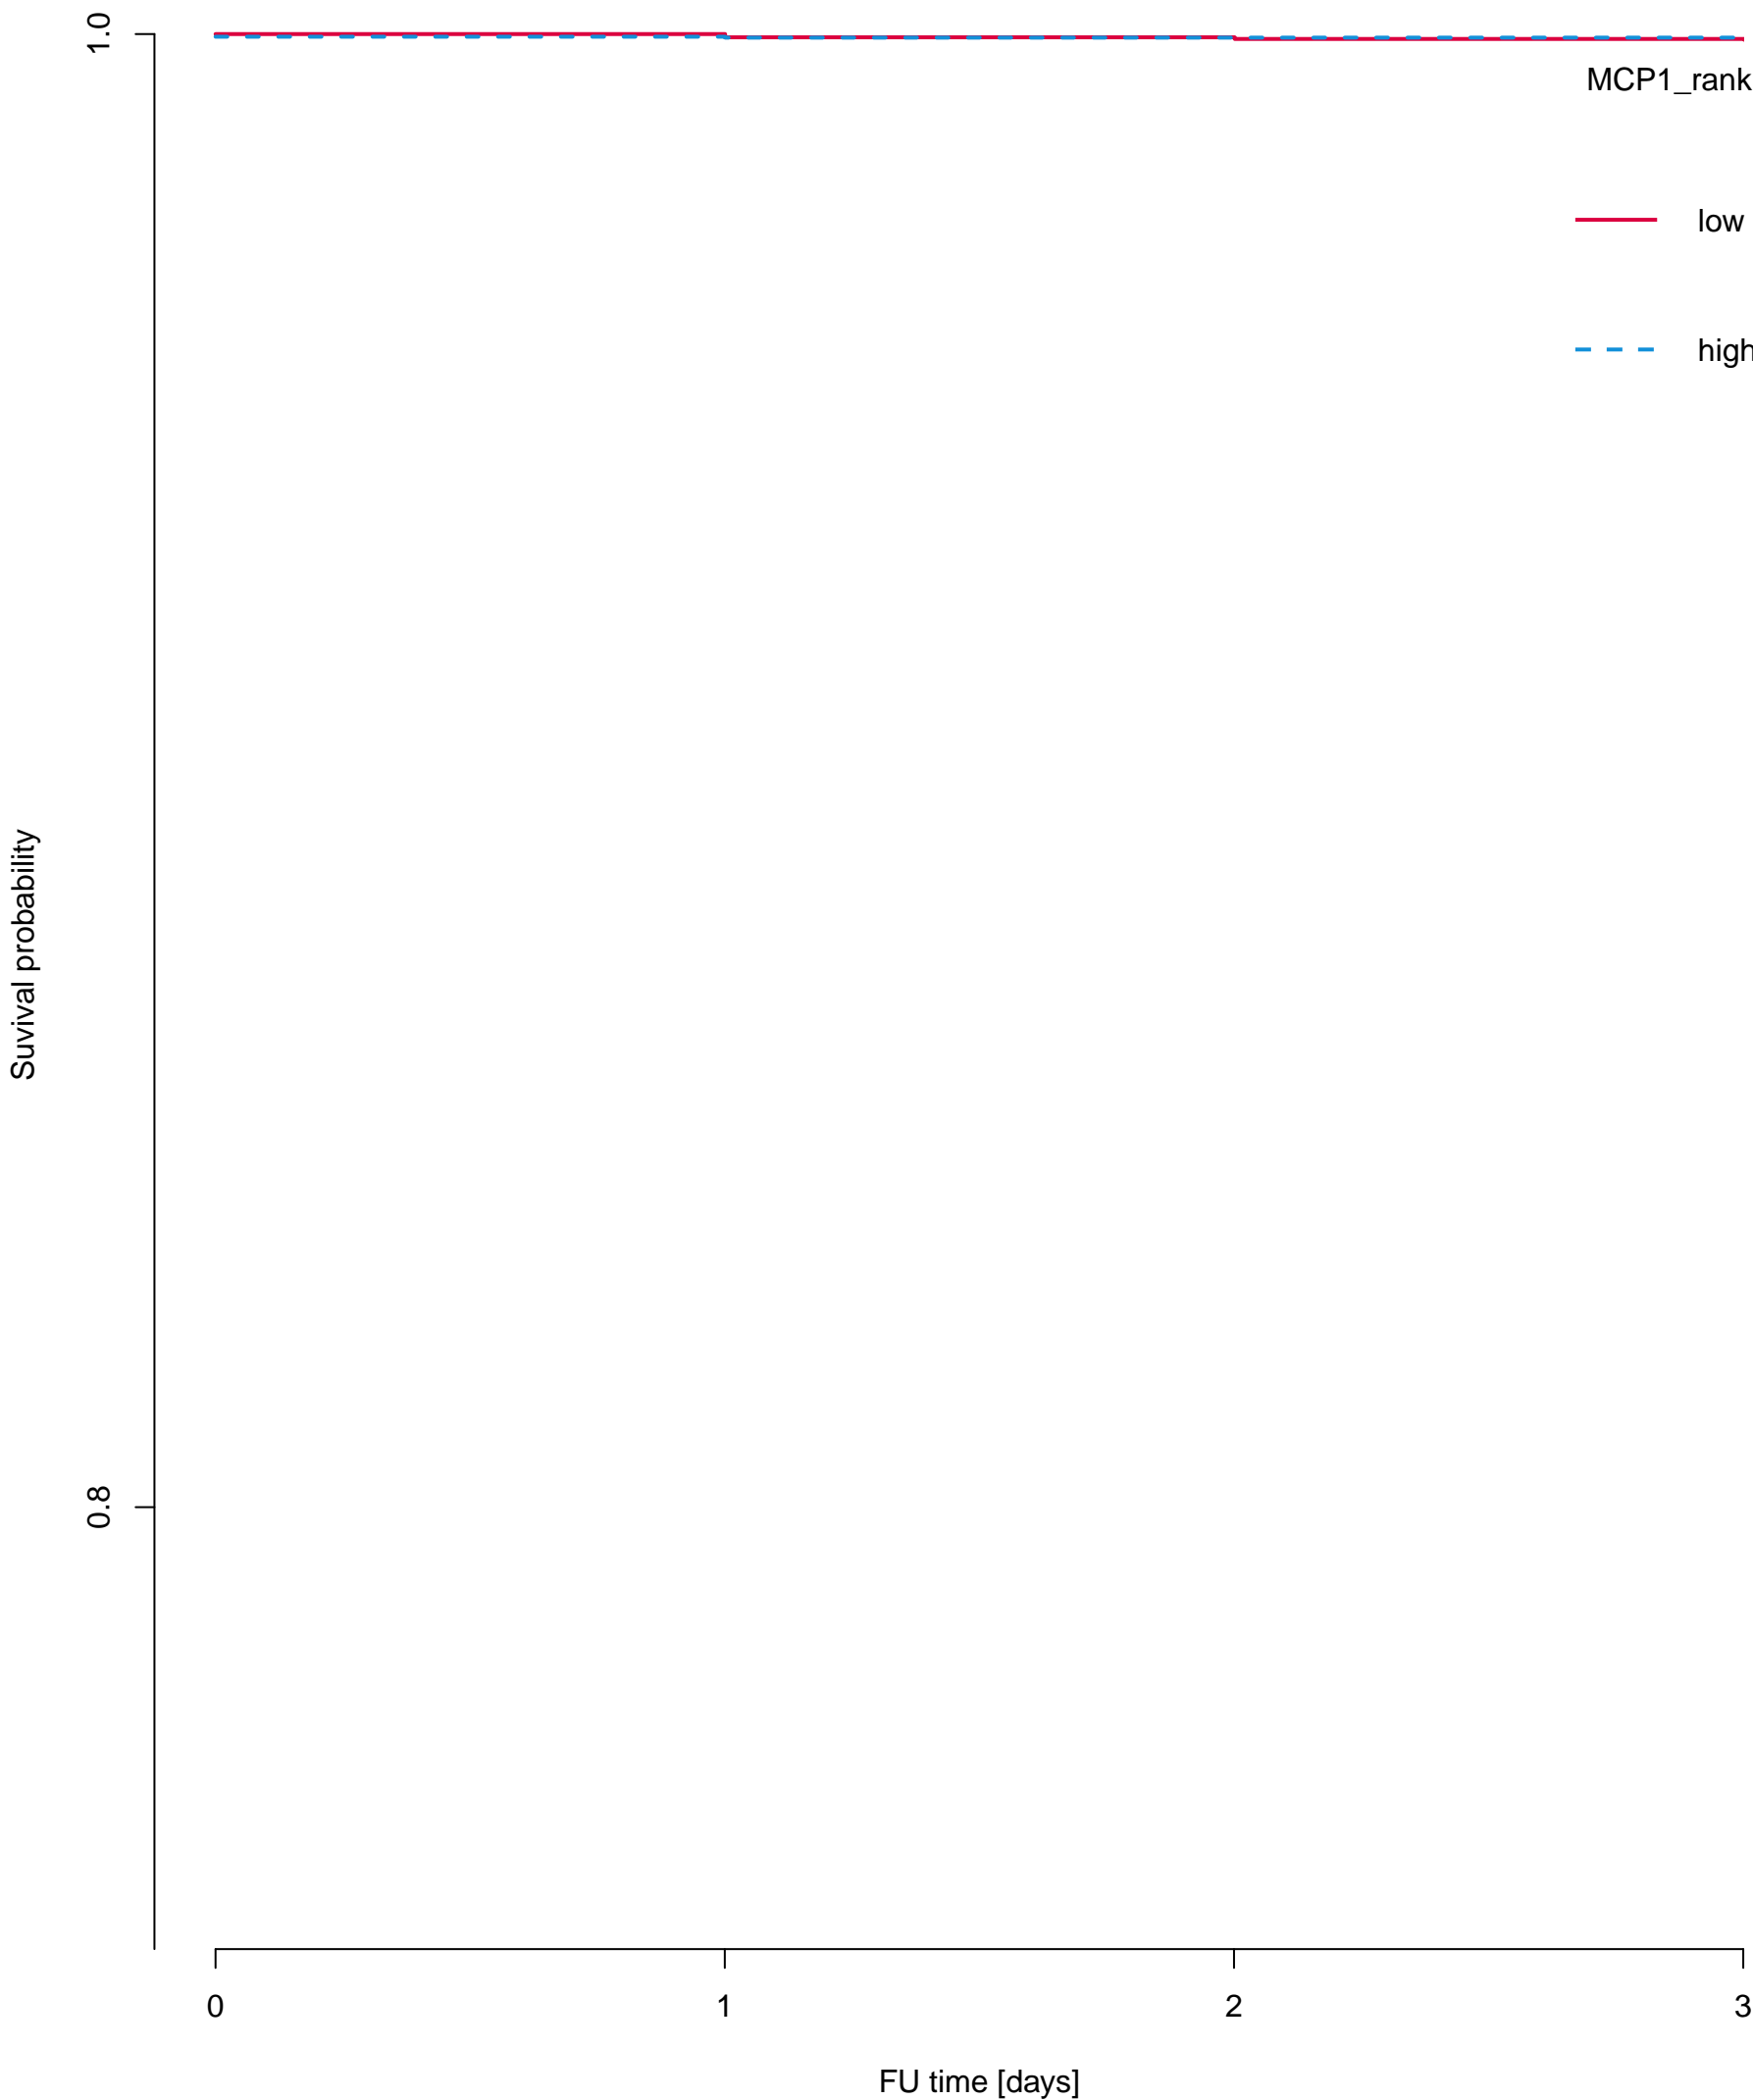 1.0
MCP1_rank
low
high
Suvival probability
0.8
0
1
2
3
FU time [days]